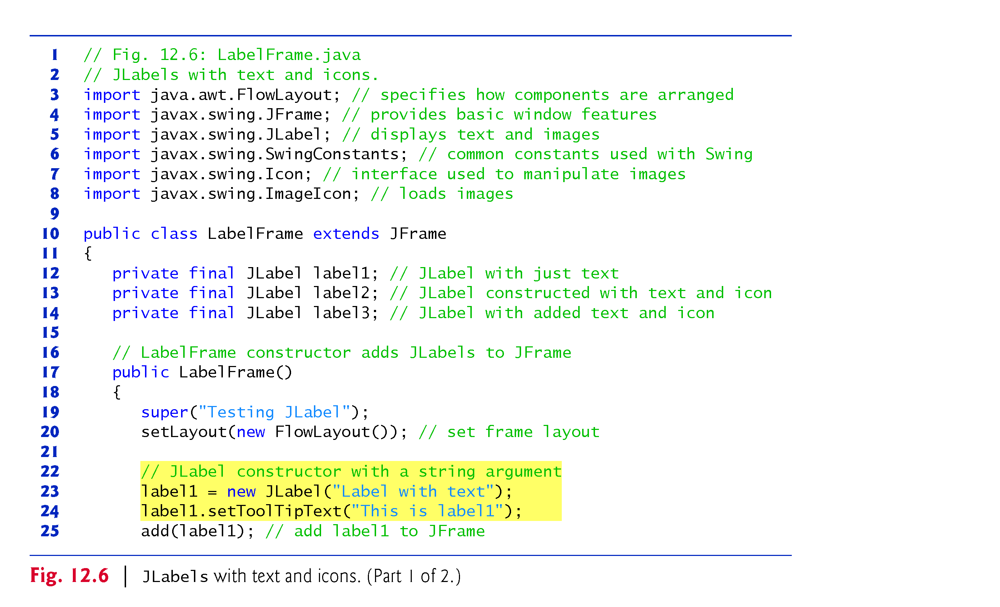 1 // Fig. 12.6: LabelFrame.java
2 // JLabels with text and icons.
3 import java.awt.FlowLayout; // specifies how components are arranged
4 import javax.swing.JFrame; // provides basic window features
5 import javax.swing.JLabel; // displays text and images
6 import javax.swing.SwingConstants; // common constants used with Swing
7 import javax.swing.Icon; // interface used to manipulate images
8 import javax.swing.ImageIcon; // loads images
9
10 public class LabelFrame extends JFrame
11 {
12    private final JLabel label1; // JLabel with just text
13    private final JLabel label2; // JLabel constructed with text and icon
14    private final JLabel label3; // JLabel with added text and icon
15
16    // LabelFrame constructor adds JLabels to JFrame
17    public LabelFrame()
18    {
19       super("Testing JLabel");
20       setLayout(new FlowLayout()); // set frame layout
21
22       // JLabel constructor with a string argument
23       label1 = new JLabel("Label with text");
24       label1.setToolTipText("This is label1");
25       add(label1); // add label1 to JFrame
Fig. 12.6 | JLabels with text and icons. (Part 1 of 2.)